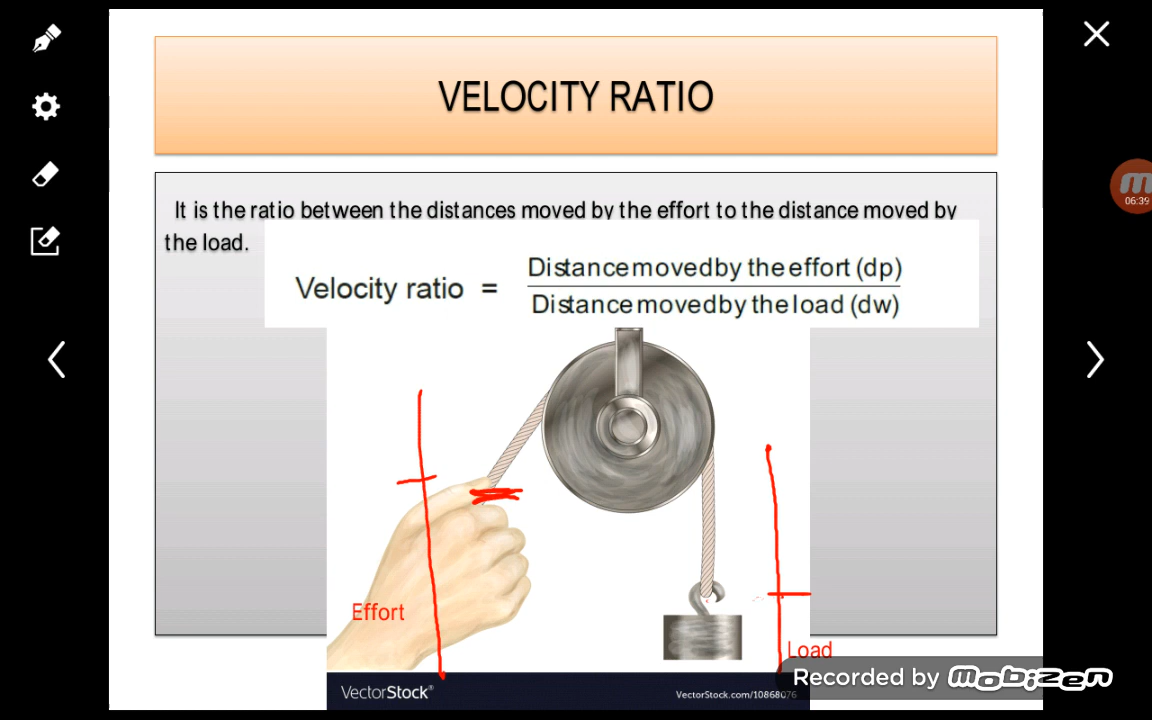 VELOCITY RATIO
It is the ratio between the distances moved by the effort to the distance moved by
the load.
Velocity ratio = Distance moved by the effort (dp)
Distance moved by the load (dw)
06:39
Effort
Load
VectorStock®
VectorStock.com/10868076
Recorded by mobizen